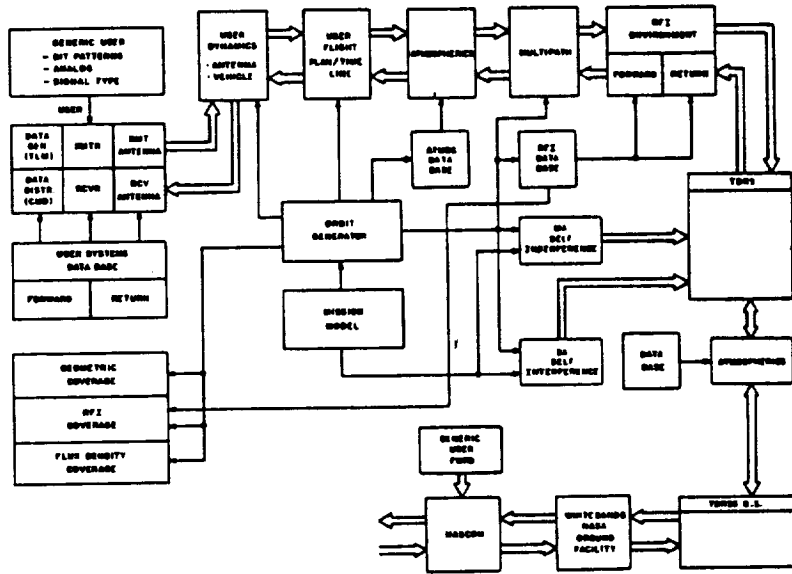 GENERIC USER
- BIT PATTERNS
- ANALOG
- SIGNAL TYPE
USER
DATA
GEN
(TLM)
XMTR
XMT
ANTENNA
DATA
DISTR
(CMD)
RCVR
RCV
ANTENNA
USER SYSTEMS
DATA BASE
FORWARD
RETURN
USER
DYNAMICS
- ANTENNA
- VEHICLE
USER
FLIGHT
PLAN/TIME
LINE
ATMOSPHERICS
MULTIPATH
RFI
ENVIRONMENT
FORWARD
RETURN
ATMOS
DATA
BASE
RFI
DATA
BASE
TDRS
ORBIT
GENERATOR
MA
SELF
INTERFERENCE
MISSION
MODEL
SA
SELF
INTERFERENCE
DATA
BASE
ATMOSPHERICS
GEOMETRIC
COVERAGE
RFI
COVERAGE
FLUX DENSITY
COVERAGE
GENERIC
USER
FWRD
NASCOM
WHITESANDS
NASA
GROUND
FACILITY
TDRSS G.S.